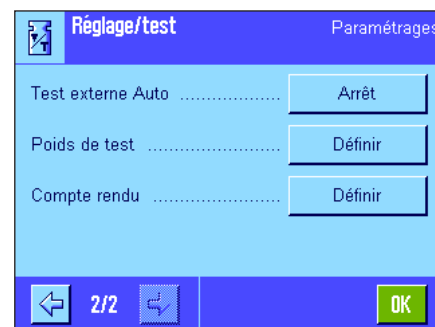 Réglage/test Paramétrages
Test externe Auto ................... Arrêt
Poids de test ........................ Définir
Compte rendu ....................... Définir
2/2 OK